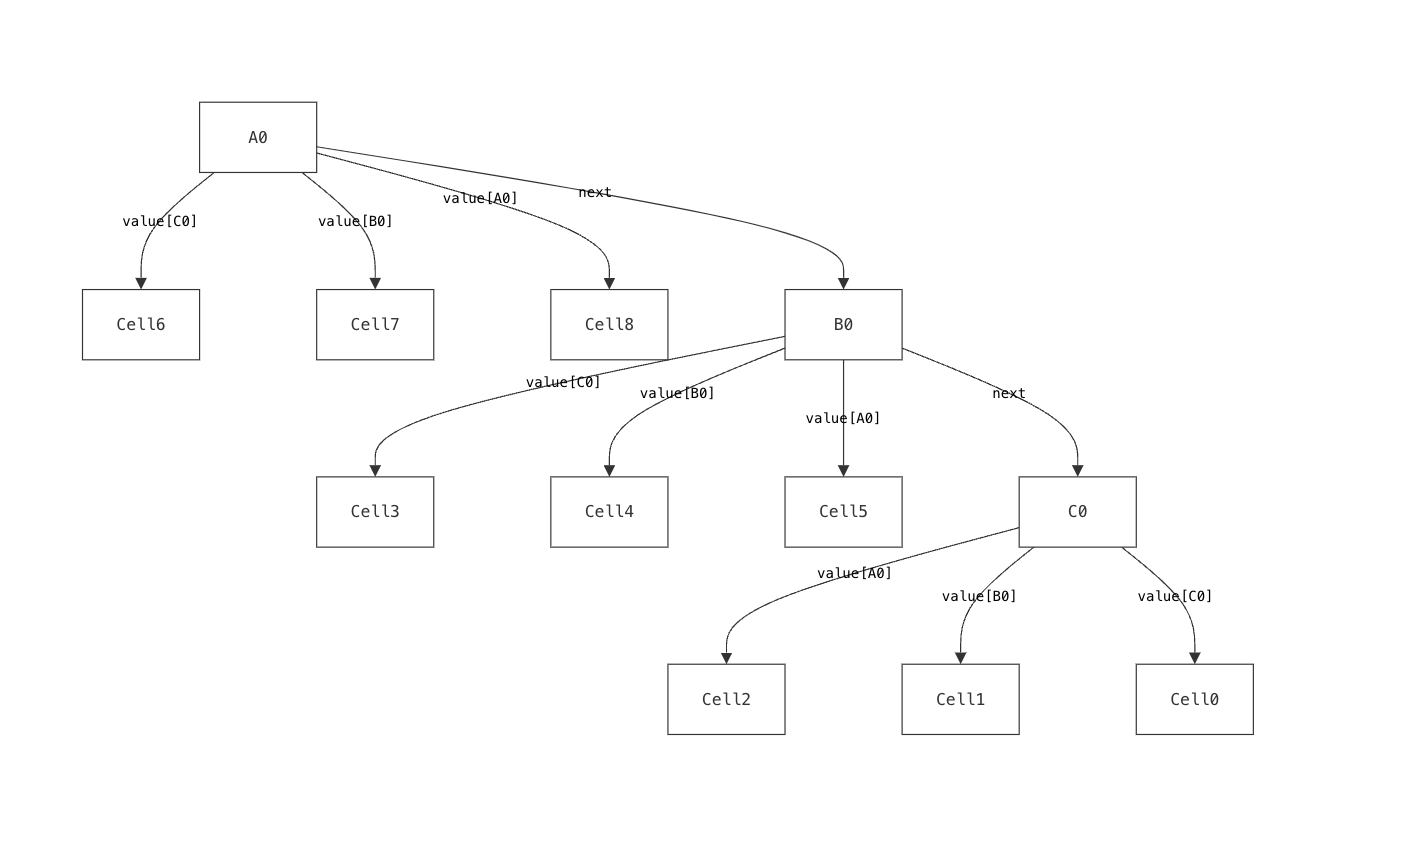 A0
next
value[A0]
value[C0]
value[B0]
Cell6
Cell7
Cell8
B0
value[C0]
value[B0]
next
value[A0]
Cell3
Cell4
Cell5
C0
value[A0]
value[B0]
value[C0]
Cell2
Cell1
Cell0